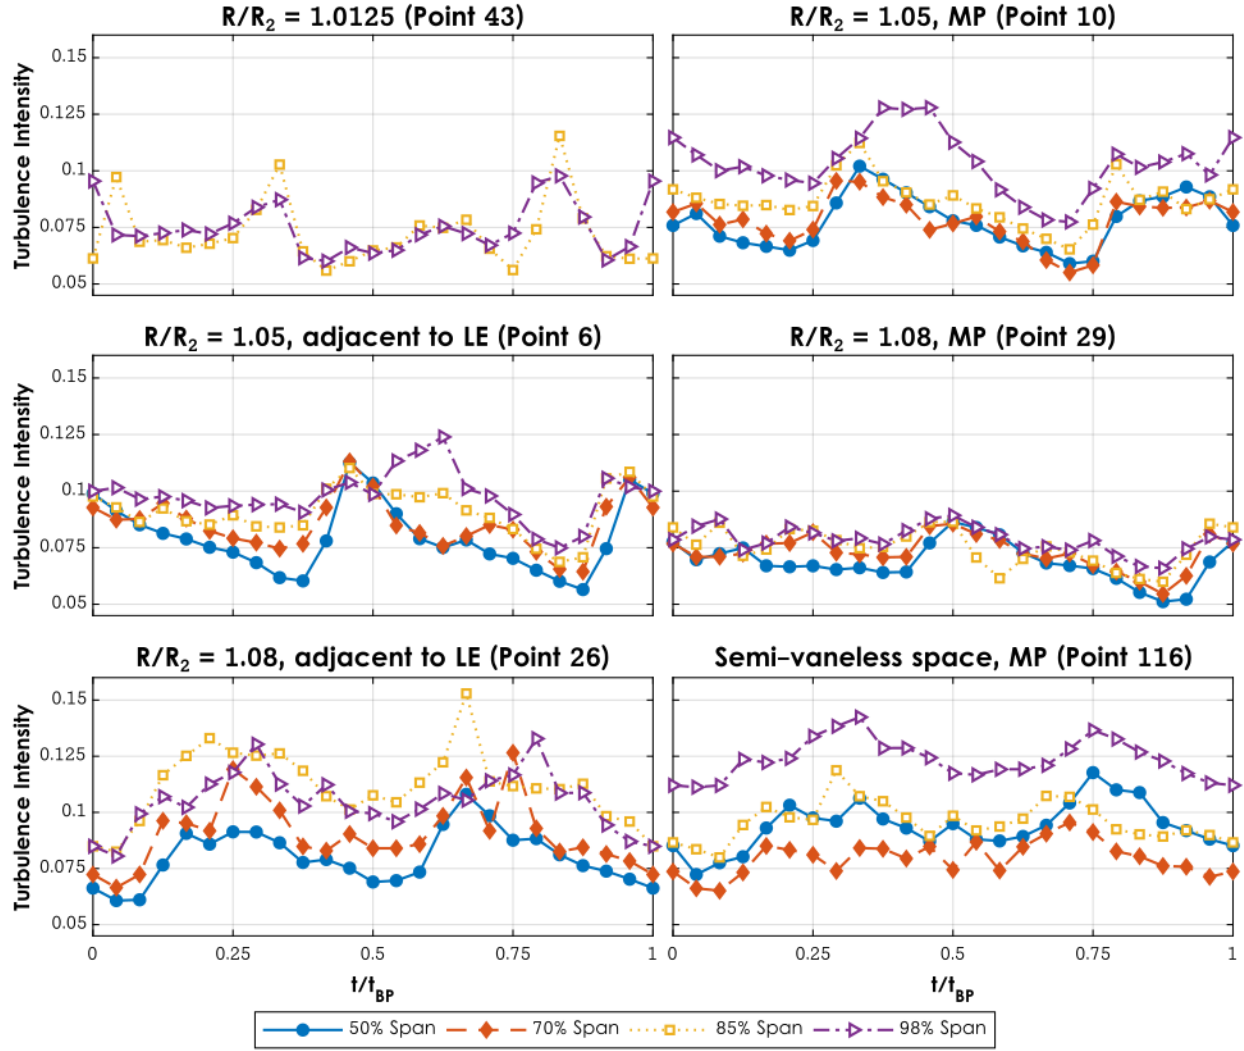 R/R₂ = 1.0125 (Point 43)
R/R₂ = 1.05, MP (Point 10)
Turbulence Intensity
0.15
0.125
0.1
0.075
0.05
R/R₂ = 1.05, adjacent to LE (Point 6)
R/R₂ = 1.08, MP (Point 29)
Turbulence Intensity
0.15
0.125
0.1
0.075
0.05
R/R₂ = 1.08, adjacent to LE (Point 26)
Semi-vaneless space, MP (Point 116)
Turbulence Intensity
0.15
0.125
0.1
0.075
0.05
0 0.25 0.5 0.75 1
0 0.25 0.5 0.75 1
t/t_BP
t/t_BP
50% Span 70% Span 85% Span 98% Span